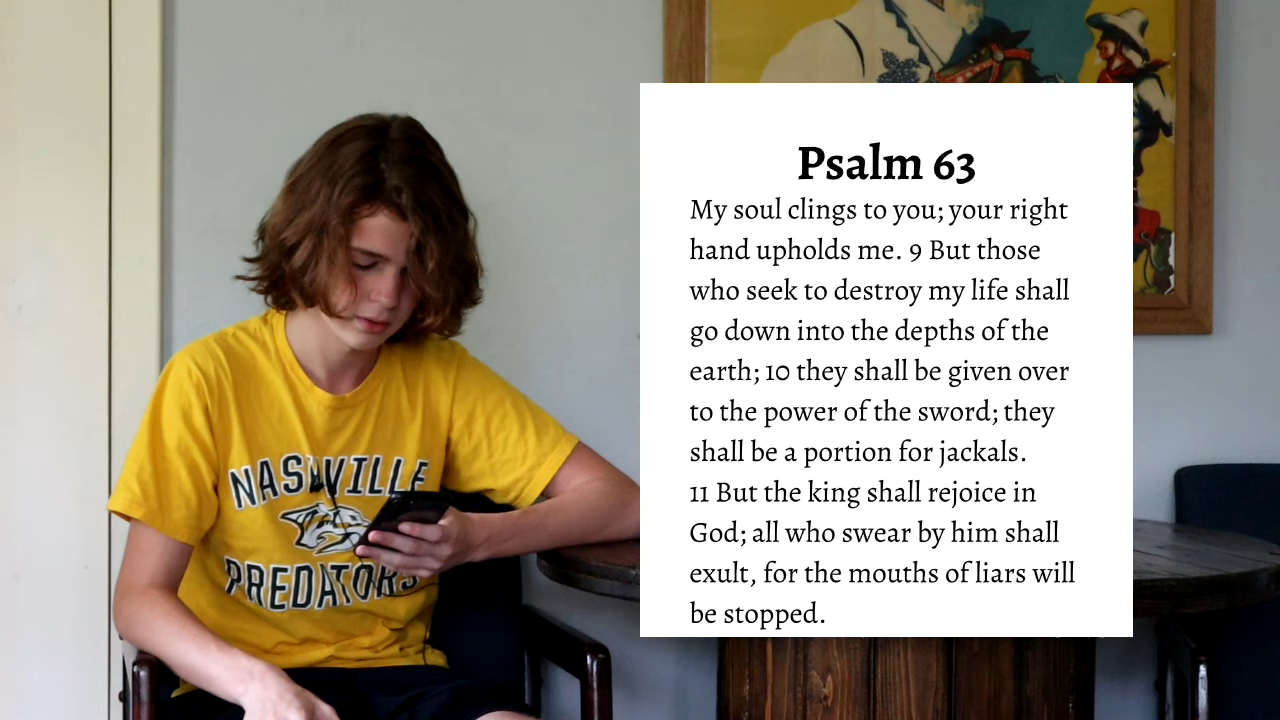 NASHVILLE
PREDATORS
Psalm 63
My soul clings to you; your right
hand upholds me. 9 But those
who seek to destroy my life shall
go down into the depths of the
earth; 10 they shall be given over
to the power of the sword; they
shall be a portion for jackals.
11 But the king shall rejoice in
God; all who swear by him shall
exult, for the mouths of liars will
be stopped.